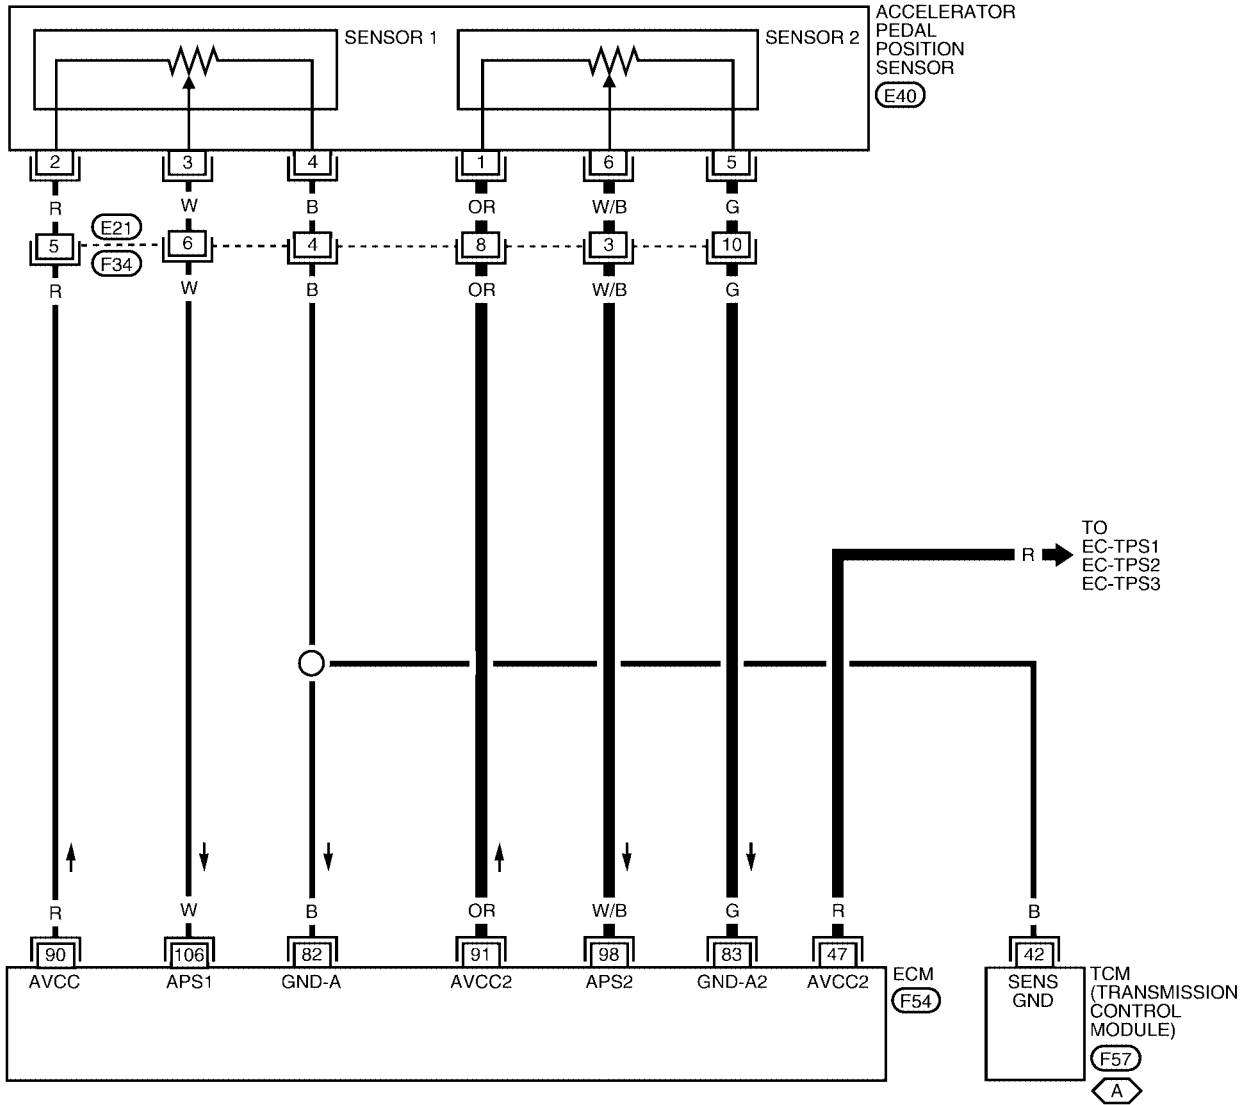 SENSOR 1
SENSOR 2
ACCELERATOR
PEDAL
POSITION
SENSOR
E40
2 3 4 1 6 5
R W B OR W/B G
E21
5 6 4 8 3 10
F34
R W B OR W/B G
TO
EC-TPS1
R
EC-TPS2
EC-TPS3
R W B OR W/B G R B
90 106 82 91 98 83 47 42
AVCC APS1 GND-A AVCC2 APS2 GND-A2 AVCC2
ECM
F54
SENS
GND
TCM
(TRANSMISSION
CONTROL
MODULE)
F57
A